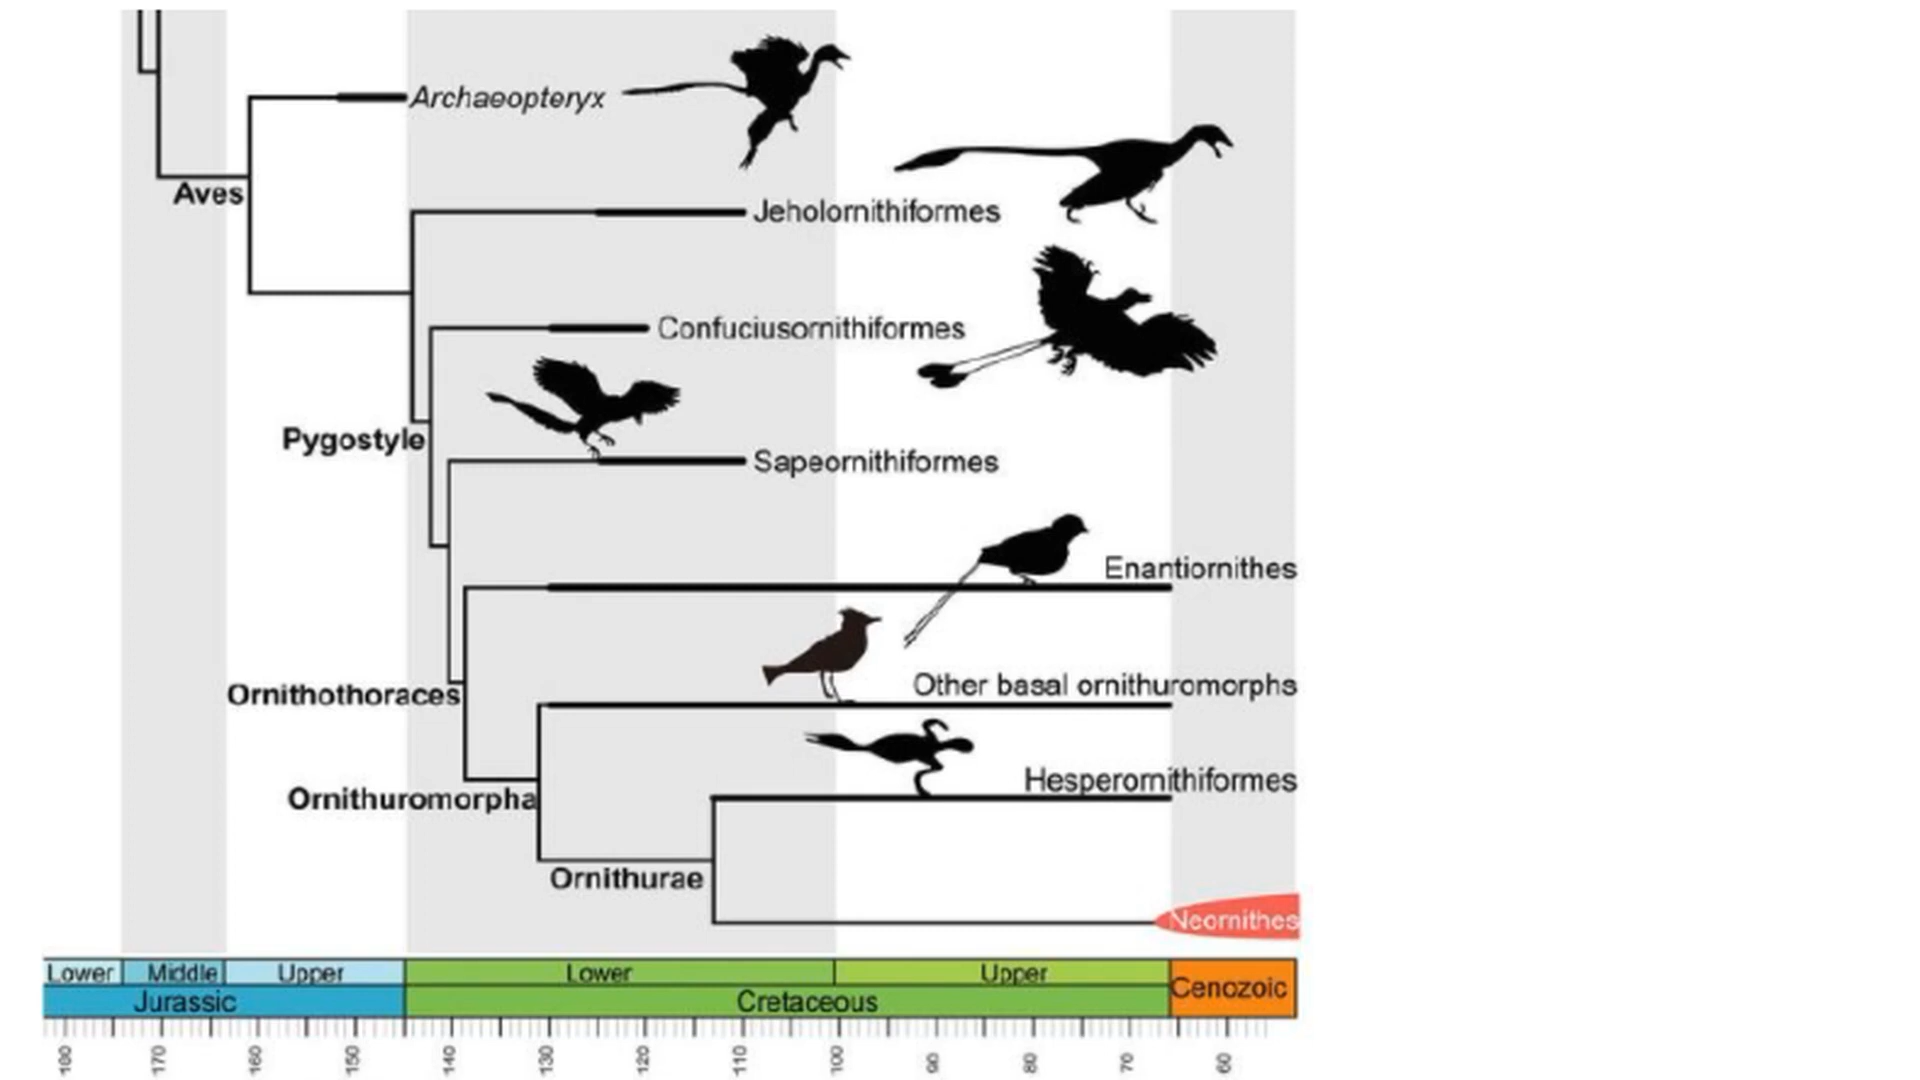 Archaeopteryx
Aves
Jeholornithiformes
Confuciusornithiformes
Pygostyle
Sapeornithiformes
Enantiornithes
Other basal ornithuromorphs
Ornithothoraces
Hesperornithiformes
Ornithuromorpha
Ornithurae
Neornithes
Lower Middle Upper Lower Upper
Cenozoic
Jurassic Cretaceous
180 170 160 150 140 130 120 110 100 90 80 70 60